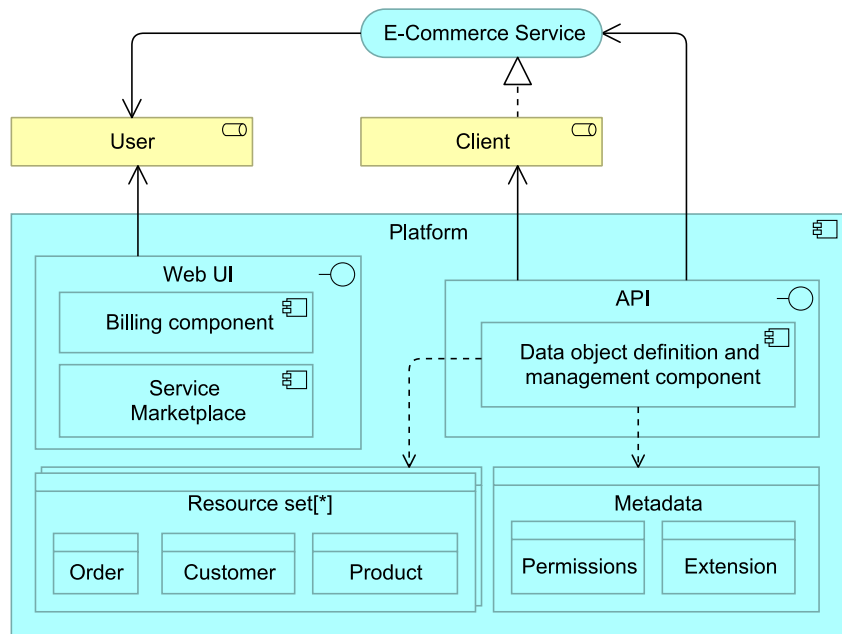 E-Commerce Service
User
Client
Platform
Web UI
Billing component
Service
Marketplace
API
Data object definition and
management component
Resource set[*]
Order
Customer
Product
Metadata
Permissions
Extension